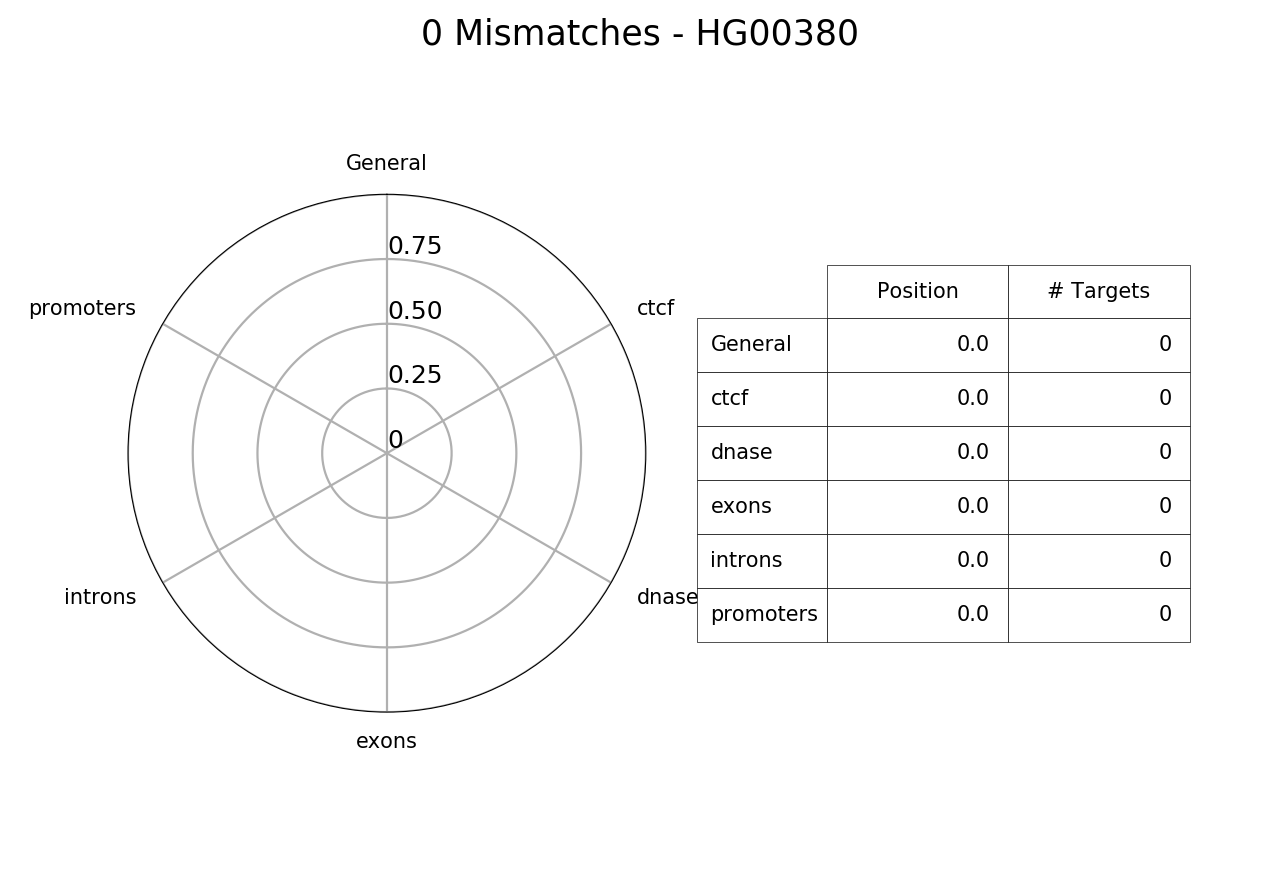 0 Mismatches - HG00380
General
promoters
ctcf
0.75
0.50
0.25
0
introns
dnase
exons
Position # Targets
General 0.0 0
ctcf 0.0 0
dnase 0.0 0
exons 0.0 0
introns 0.0 0
promoters 0.0 0